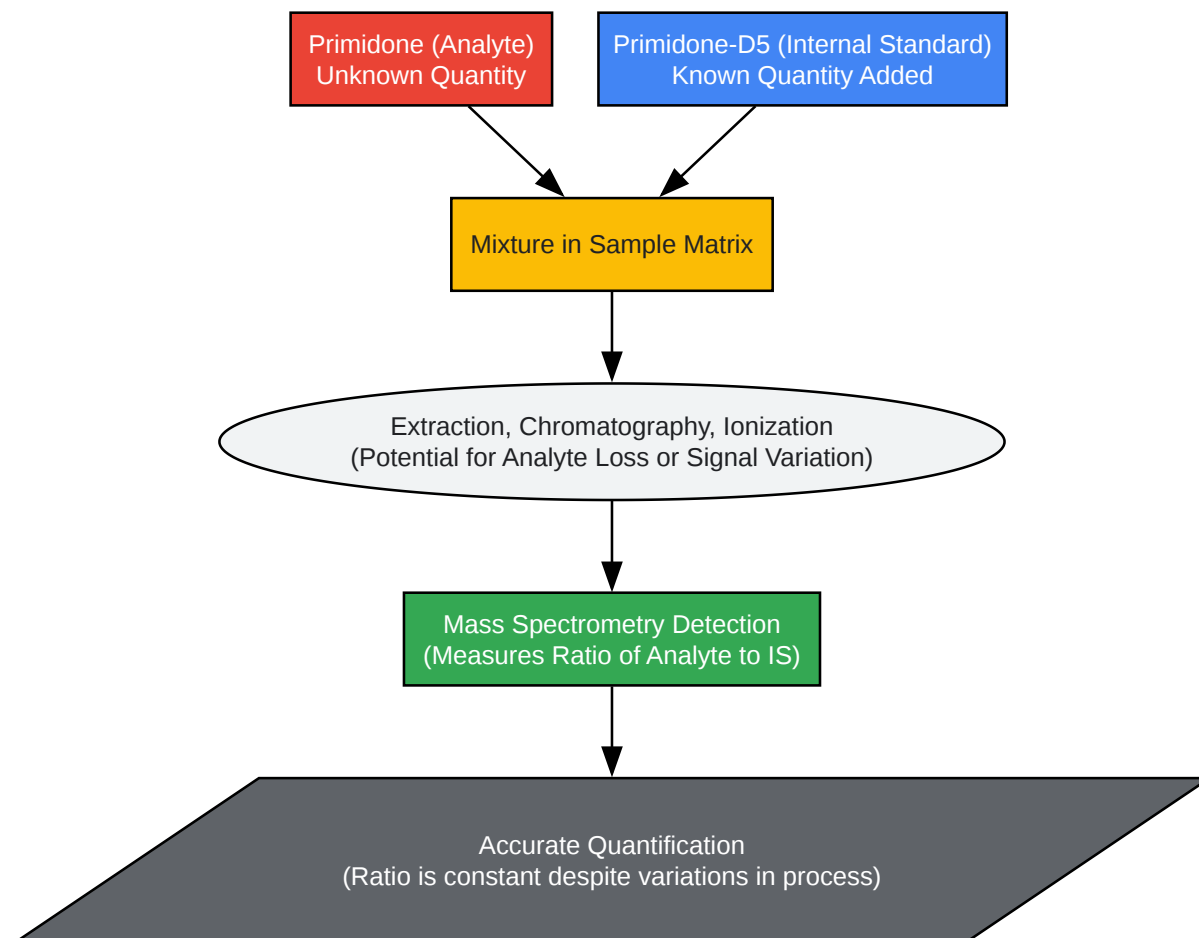 Primidone (Analyte)
Unknown Quantity
Primidone-D5 (Internal Standard)
Known Quantity Added
Mixture in Sample Matrix
Extraction, Chromatography, Ionization
(Potential for Analyte Loss or Signal Variation)
Mass Spectrometry Detection
(Measures Ratio of Analyte to IS)
Accurate Quantification
(Ratio is constant despite variations in process)